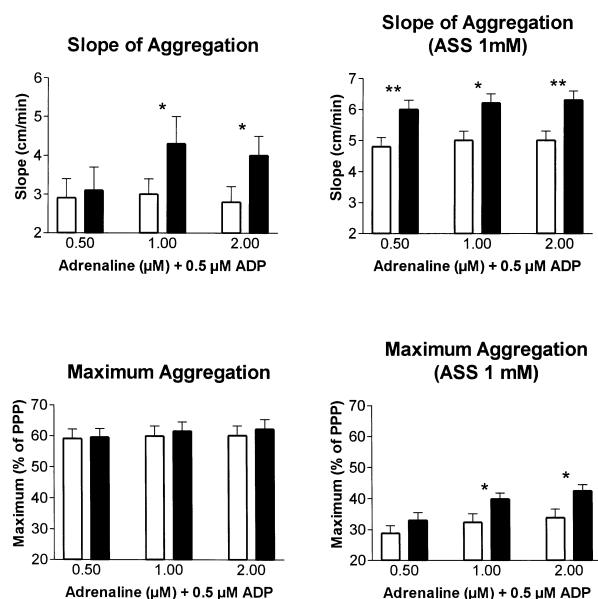 Slope of Aggregation
Slope (cm/min)
6
5
4
3
2
*
*
0.50 1.00 2.00
Adrenaline (µM) + 0.5 µM ADP
Slope of Aggregation
(ASS 1mM)
Slope (cm/min)
7
6
5
4
3
2
**
*
**
0.50 1.00 2.00
Adrenaline (µM) + 0.5 µM ADP
Maximum Aggregation
Maximum (% of PPP)
70
60
50
40
30
20
0.50 1.00 2.00
Adrenaline (µM) + 0.5 µM ADP
Maximum Aggregation
(ASS 1 mM)
Maximum (% of PPP)
70
60
50
40
30
20
*
*
0.50 1.00 2.00
Adrenaline (µM) + 0.5 µM ADP